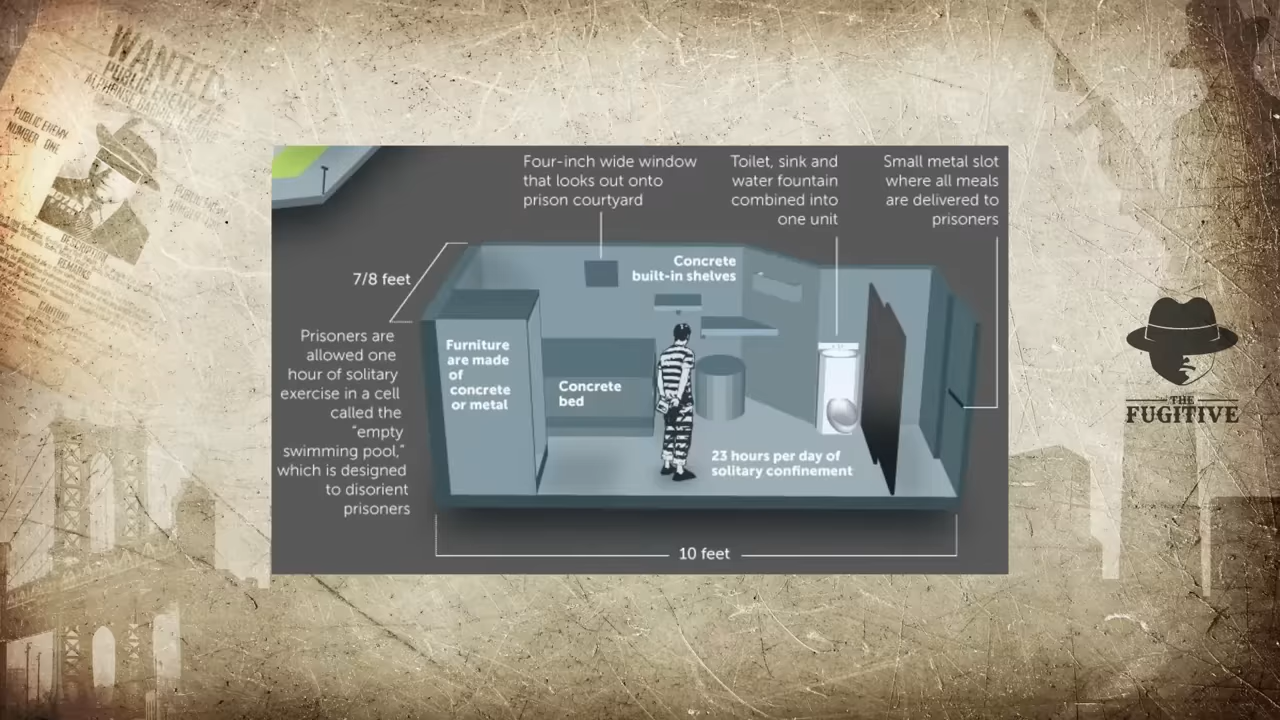 WANTED
PUBLIC ENEMY
PUBLIC ENEMY
NUMBER ONE
REMARKS
CAUTION
Four-inch wide window
that looks out onto
prison courtyard
Toilet, sink and
water fountain
combined into
one unit
Small metal slot
where all meals
are delivered to
prisoners
7/8 feet
Concrete
built-in shelves
Prisoners are
allowed one
hour of solitary
exercise in a cell
called the
“empty
swimming pool,”
which is designed
to disorient
prisoners
Furniture
are made
of
concrete
or metal
Concrete
bed
23 hours per day of
solitary confinement
10 feet
THE
FUGITIVE